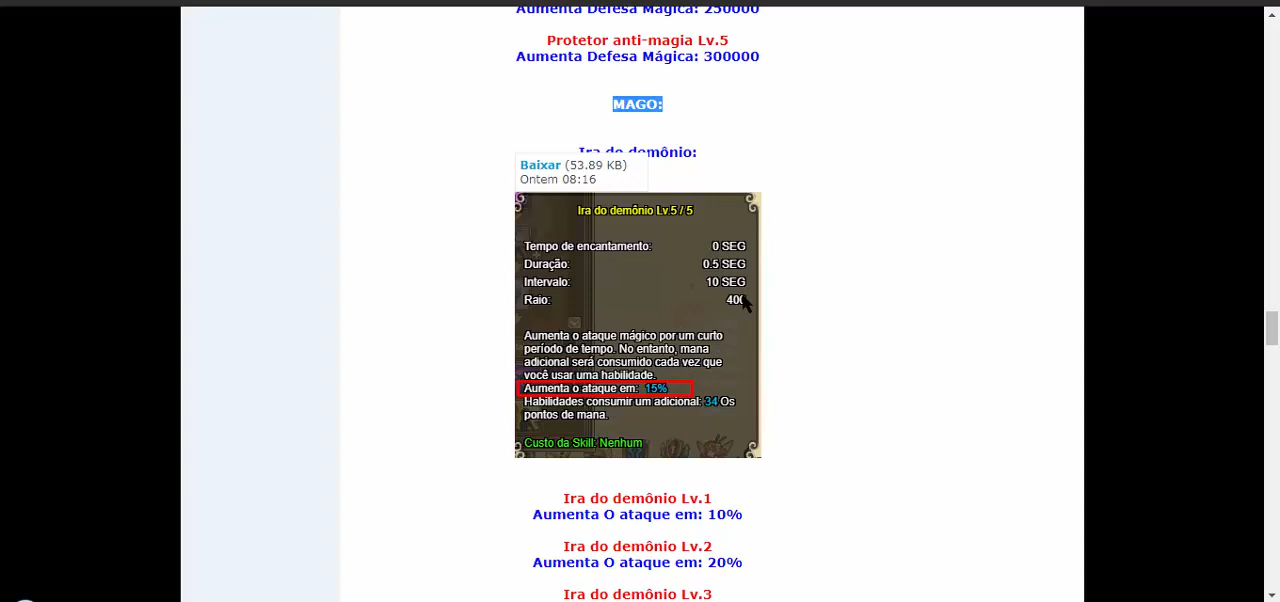 Aumenta Defesa Mágica: 250000
Protetor anti-magia Lv.5
Aumenta Defesa Mágica: 300000
MAGO:
Ira do demônio:
Baixar (53.89 KB)
Ontem 08:16
Ira do demônio Lv.5 / 5
Tempo de encantamento: 0 SEG
Duração: 0.5 SEG
Intervalo: 10 SEG
Raio: 400
Aumenta o ataque mágico por um curto
período de tempo. No entanto, mana
adicional será consumido cada vez que
você usar uma habilidade.
Aumenta o ataque em: 15%
Habilidades consumir um adicional: 34 Os
pontos de mana.
Custo da Skill: Nenhum
Ira do demônio Lv.1
Aumenta O ataque em: 10%
Ira do demônio Lv.2
Aumenta O ataque em: 20%
Ira do demônio Lv.3